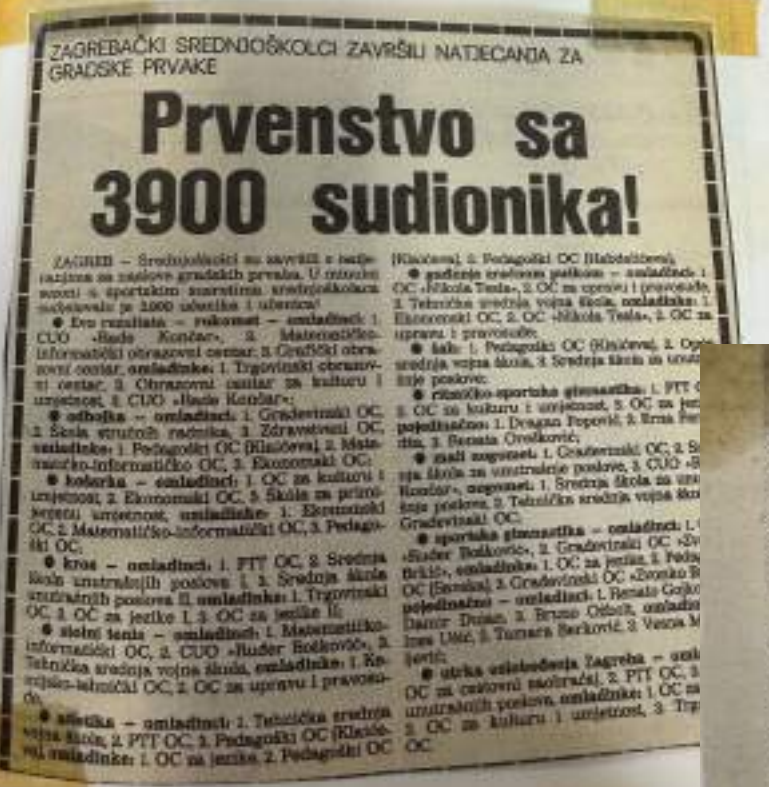 ZAGREBAČKI SREDNJOŠKOLCI ZAVRŠILI NATJECANJA ZA
GRADSKE PRVAKE
Prvenstvo sa
3900 sudionika!
ZAGREB – Srednjoškolci su završili s natje-
canjima za naslove gradskih prvaka. U
sezoni u sportskim susretima srednjoškolaca
sudjelovalo je učenika i učenica!
● Evo rezultata – rukomet – omladinci: 1.
CUO »Rade Končar«, 2. Matematičko-
informatički obrazovni centar, 3. Grafički obra-
zovni centar, omladinke: 1. Trgovinski obrazov-
ni centar, 2. Obrazovni centar za kulturu i
umjetnost, 3. CUO »Rade Končar«;
● odbojka – omladinci: 1. Građevinski OC,
2. Škola stručnih radnika, 3. Zdravstveni OC,
omladinke: 1. Pedagoški OC (Klaićeva), 2. Mate-
matičko-informatičko OC, 3. Ekonomski OC;
● košarka – omladinci: 1. OC za kulturu i
umjetnost, 2. Ekonomski OC, 3. Škola za primi-
jenjenu umjetnost, omladinke: 1. Ekonomski
OC, 2. Matematičko-informatički OC, 3. Pedago-
ški OC;
● kros – omladinci: 1. PTT OC, 2. Srednja
škola unutrašnjih poslova I, 3. Srednja škola
unutrašnjih poslova II, omladinke: 1. Trgovinski
OC, 2. OC za jezike I, 3. OC za jezike II;
● stolni tenis – omladinci: 1. Matematičko-
informatički OC, 2. CUO »Ruđer Bošković«, 3.
Tehnička srednja vojna škola, omladinke: 1. Ke-
mijsko-tehnički OC, 2. OC za upravu i pravosu-
đe,
● atletika – omladinci: 1. Tehnička srednja
vojna škola, 2. PTT OC, 3. Pedagoški OC (Klaiće-
va), omladinke: 1. OC za jezike, 2. Pedagoški OC
(Klaićeva), 3. Pedagoški OC (Habdelićeva),
● gađanje zračnom puškom – omladinci: 1.
OC »Nikola Tesla«, 2. OC za upravu i pravosuđe,
3. Tehnička srednja vojna škola, omladinke: 1.
Ekonomski OC, 2. OC »Nikola Tesla«, 3. OC za
upravu i pravosuđe;
● šah: 1. Pedagoški OC (Klaićeva), 2.
srednja vojna škola, 3. Srednja škola za
poslove;
● ritmičko-sportska gimnastika: 1. PTT
2. OC za kulturu i umjetnost, 3. OC za
pojedinačno: 1. Dragan Popović, 2. Erna
3. Renata Orešković;
● mali nogomet: 1. Građevinski OC, 2.
škola za unutrašnje poslove, 3. CUO
Končar«, nogomet: 1. Srednja škola za
poslova, 2. Tehnička srednja vojna
Građevinski OC.
● sportska gimnastika – omladinci: 1.
»Ruđer Bošković«, 2. Građevinski OC
omladinke: 1. OC za jezike, 2.
OC (Savska), 3. Građevinski OC »Zvonko
pojedinačno – omladinci: 1. Renato
Damir 3. Bruno
Ines 2. Tamara 3. Vesna
● utrka oslobođenja Zagreba –
OC za cestovni saobraćaj, 2. PTT OC, 3.
unutrašnjih poslova, omladinke: 1. OC za
2. OC za kulturu i umjetnost, 3.
OC.